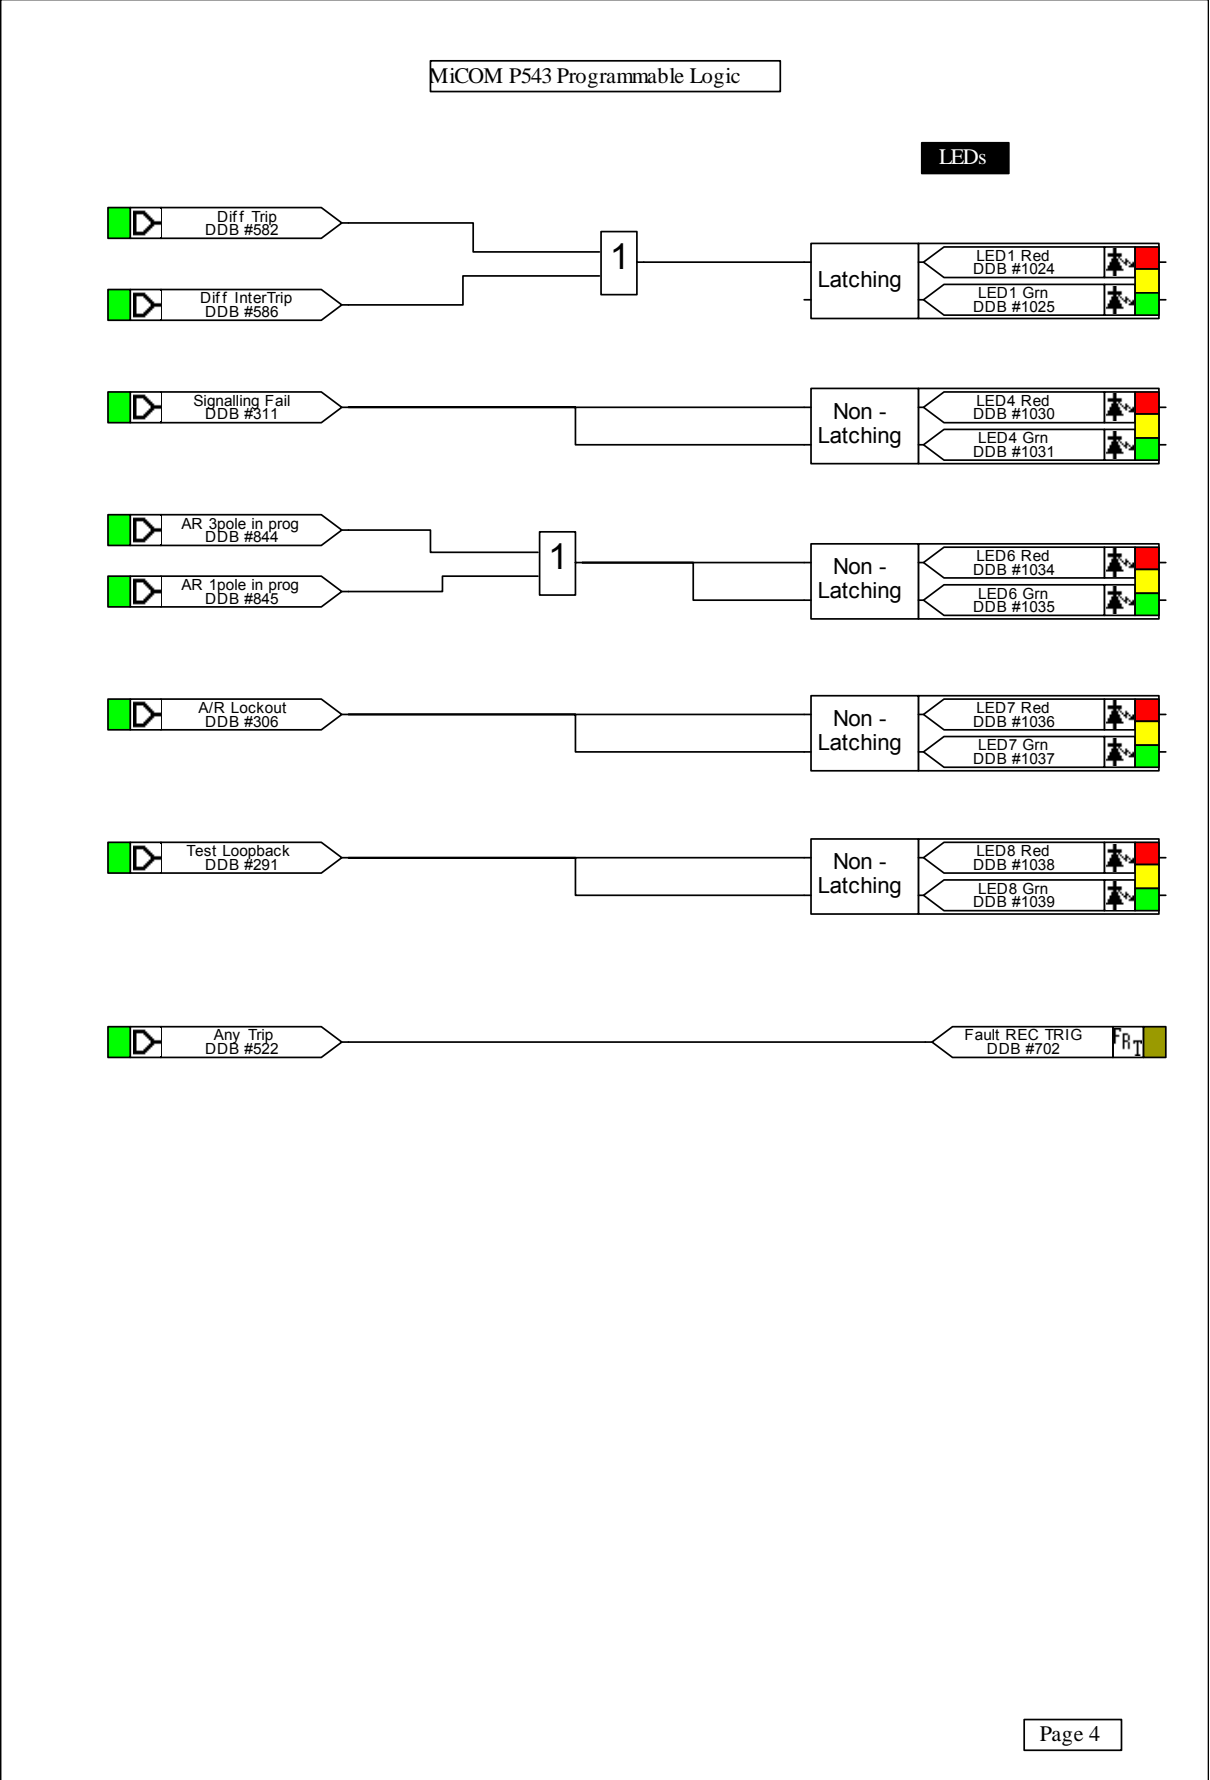 MiCOM P543 Programmable Logic
LEDs
Diff Trip
DDB #582
Diff InterTrip
DDB #586
1
Latching
LED1 Red
DDB #1024
LED1 Grn
DDB #1025
Signalling Fail
DDB #311
Non -
Latching
LED4 Red
DDB #1030
LED4 Grn
DDB #1031
AR 3pole in prog
DDB #844
AR 1pole in prog
DDB #845
1
Non -
Latching
LED6 Red
DDB #1034
LED6 Grn
DDB #1035
A/R Lockout
DDB #306
Non -
Latching
LED7 Red
DDB #1036
LED7 Grn
DDB #1037
Test Loopback
DDB #291
Non -
Latching
LED8 Red
DDB #1038
LED8 Grn
DDB #1039
Any Trip
DDB #522
Fault REC TRIG
DDB #702
FRT
Page 4